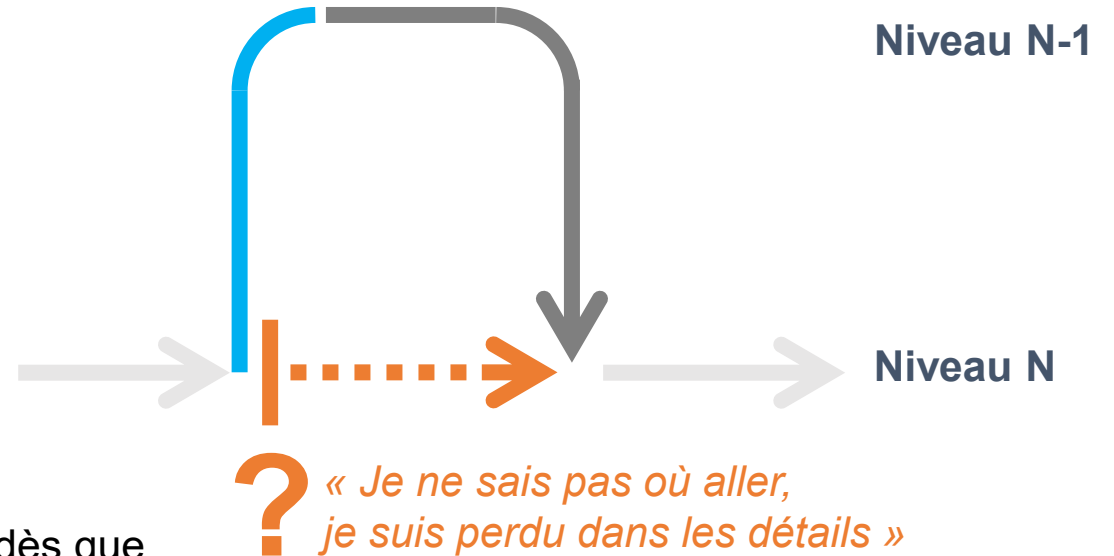 Niveau N-1
Niveau N
?
« Je ne sais pas où aller,
je suis perdu dans les détails »
dès que